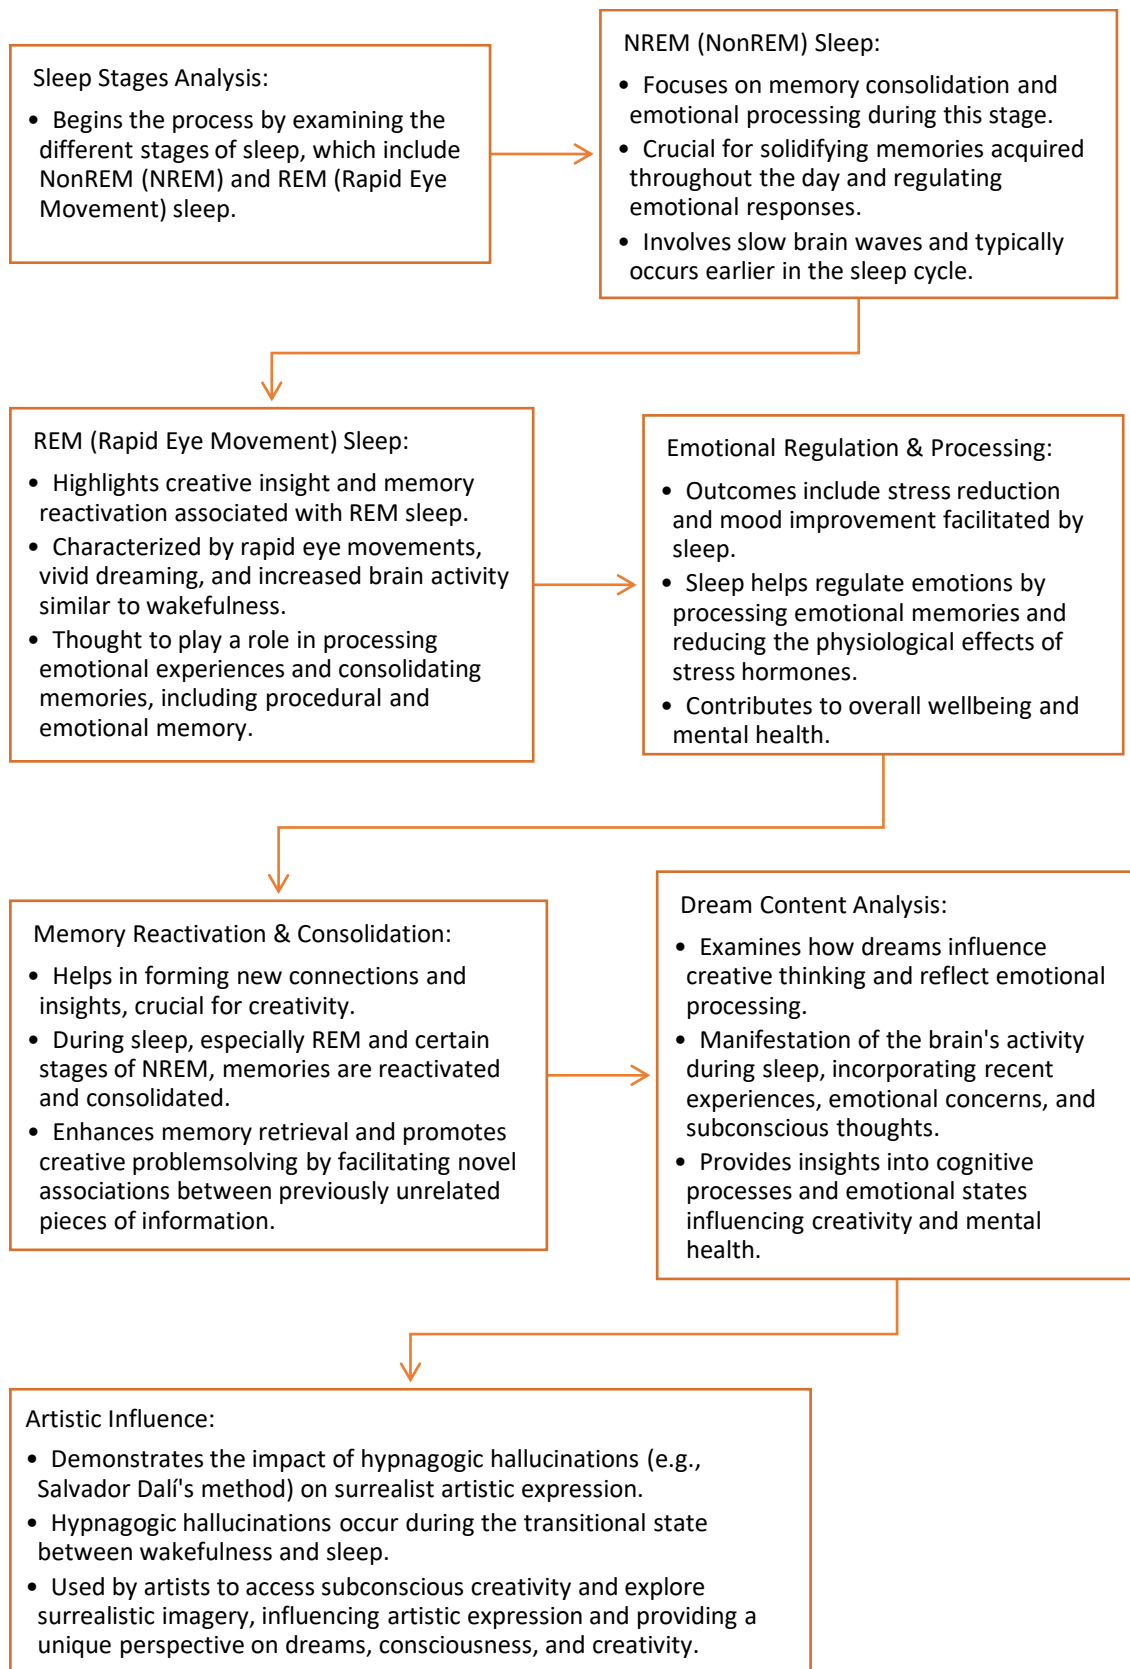 Sleep Stages Analysis:
• Begins the process by examining the
different stages of sleep, which include
NonREM (NREM) and REM (Rapid Eye
Movement) sleep.
NREM (NonREM) Sleep:
• Focuses on memory consolidation and
emotional processing during this stage.
• Crucial for solidifying memories acquired
throughout the day and regulating
emotional responses.
• Involves slow brain waves and typically
occurs earlier in the sleep cycle.
REM (Rapid Eye Movement) Sleep:
• Highlights creative insight and memory
reactivation associated with REM sleep.
• Characterized by rapid eye movements,
vivid dreaming, and increased brain activity
similar to wakefulness.
• Thought to play a role in processing
emotional experiences and consolidating
memories, including procedural and
emotional memory.
Emotional Regulation & Processing:
• Outcomes include stress reduction
and mood improvement facilitated by
sleep.
• Sleep helps regulate emotions by
processing emotional memories and
reducing the physiological effects of
stress hormones.
• Contributes to overall wellbeing and
mental health.
Memory Reactivation & Consolidation:
• Helps in forming new connections and
insights, crucial for creativity.
• During sleep, especially REM and certain
stages of NREM, memories are reactivated
and consolidated.
• Enhances memory retrieval and promotes
creative problemsolving by facilitating novel
associations between previously unrelated
pieces of information.
Dream Content Analysis:
• Examines how dreams influence
creative thinking and reflect emotional
processing.
• Manifestation of the brain's activity
during sleep, incorporating recent
experiences, emotional concerns, and
subconscious thoughts.
• Provides insights into cognitive
processes and emotional states
influencing creativity and mental
health.
Artistic Influence:
• Demonstrates the impact of hypnagogic hallucinations (e.g.,
Salvador Dalí's method) on surrealist artistic expression.
• Hypnagogic hallucinations occur during the transitional state
between wakefulness and sleep.
• Used by artists to access subconscious creativity and explore
surrealistic imagery, influencing artistic expression and providing a
unique perspective on dreams, consciousness, and creativity.